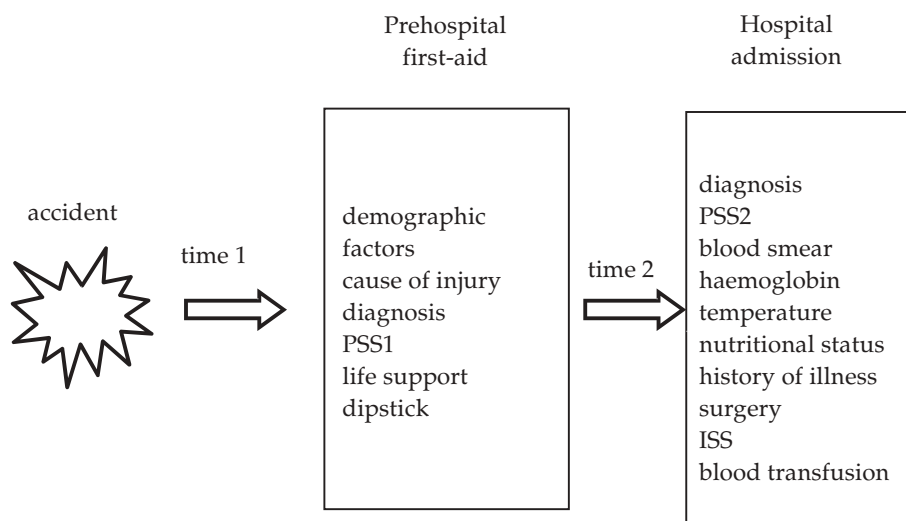 Prehospital
first-aid
Hospital
admission
accident
time 1
demographic
factors
cause of injury
diagnosis
PSS1
life support
dipstick
time 2
diagnosis
PSS2
blood smear
haemoglobin
temperature
nutritional status
history of illness
surgery
ISS
blood transfusion